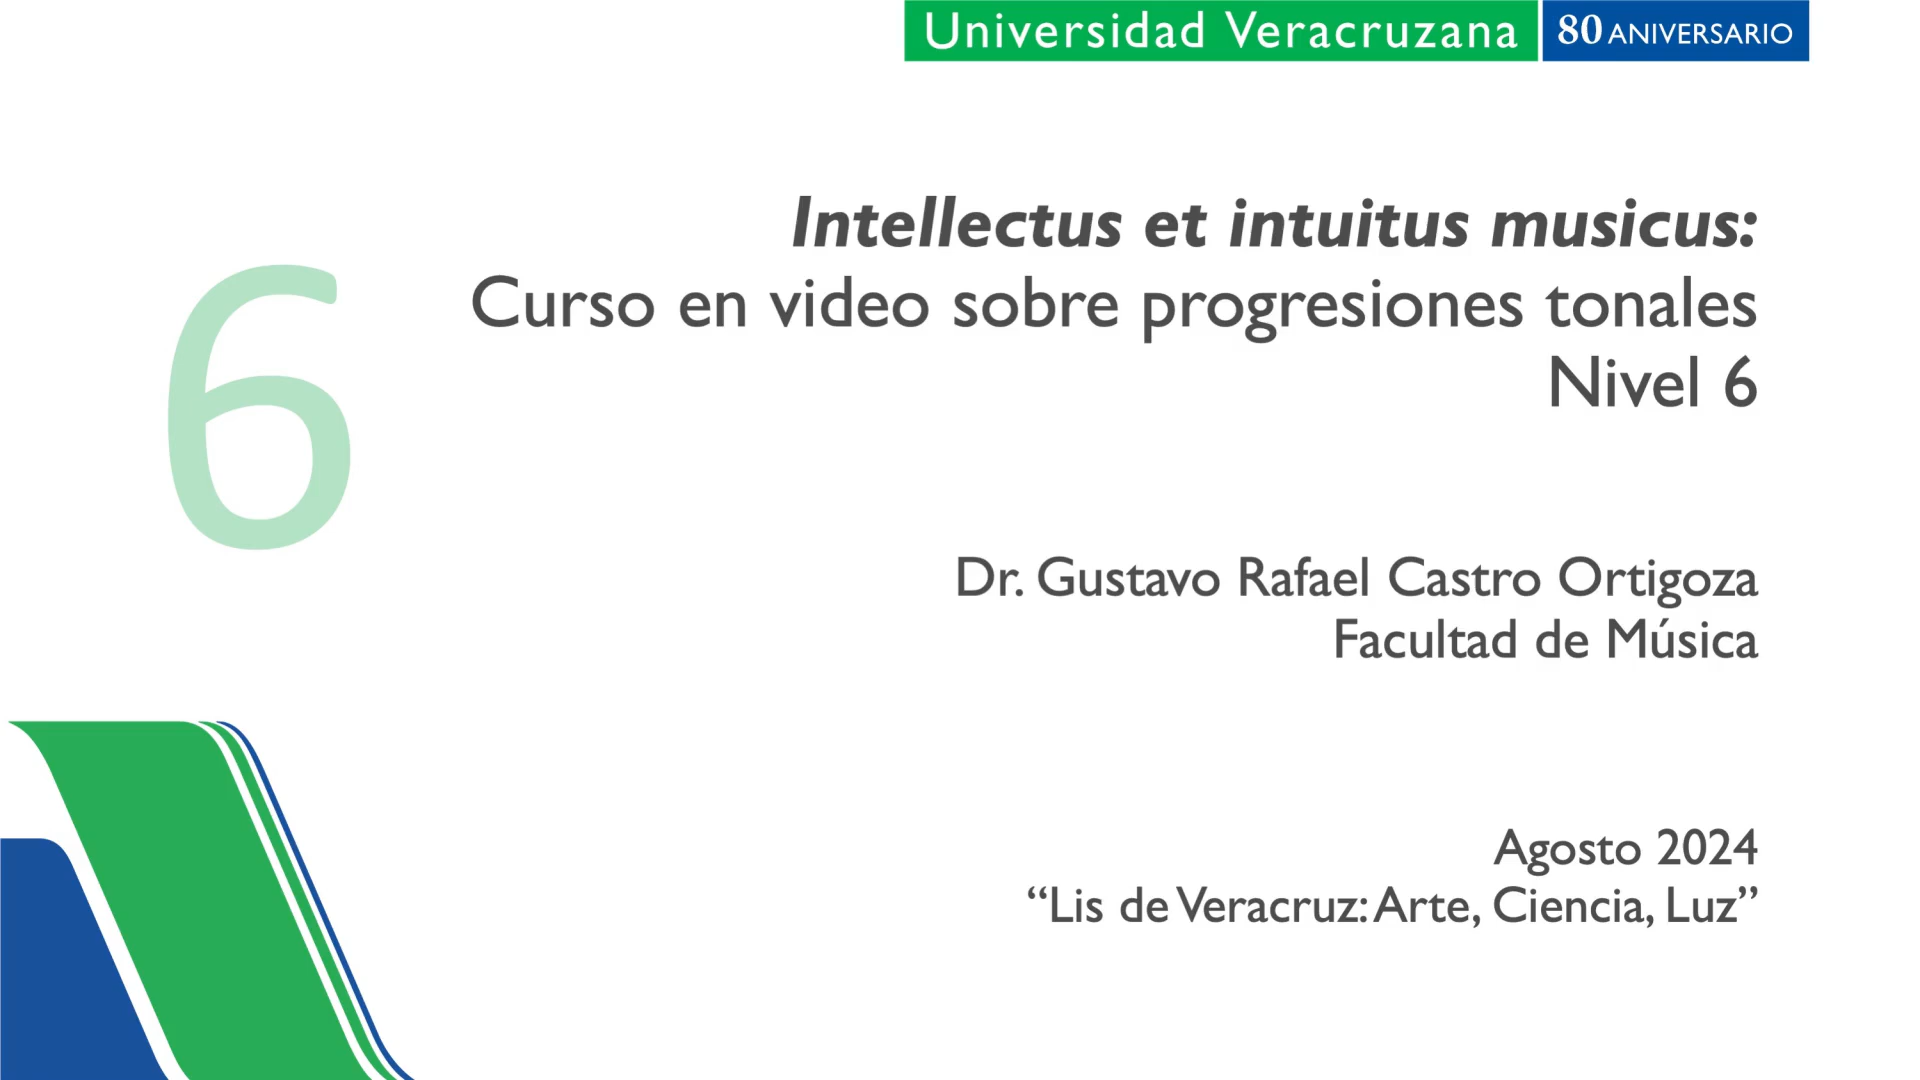 Universidad Veracruzana 80 ANIVERSARIO
Intellectus et intuitus musicus:
6
Curso en video sobre progresiones tonales
Nivel 6
Dr. Gustavo Rafael Castro Ortigoza
Facultad de Música
Agosto 2024
“Lis de Veracruz: Arte, Ciencia, Luz”